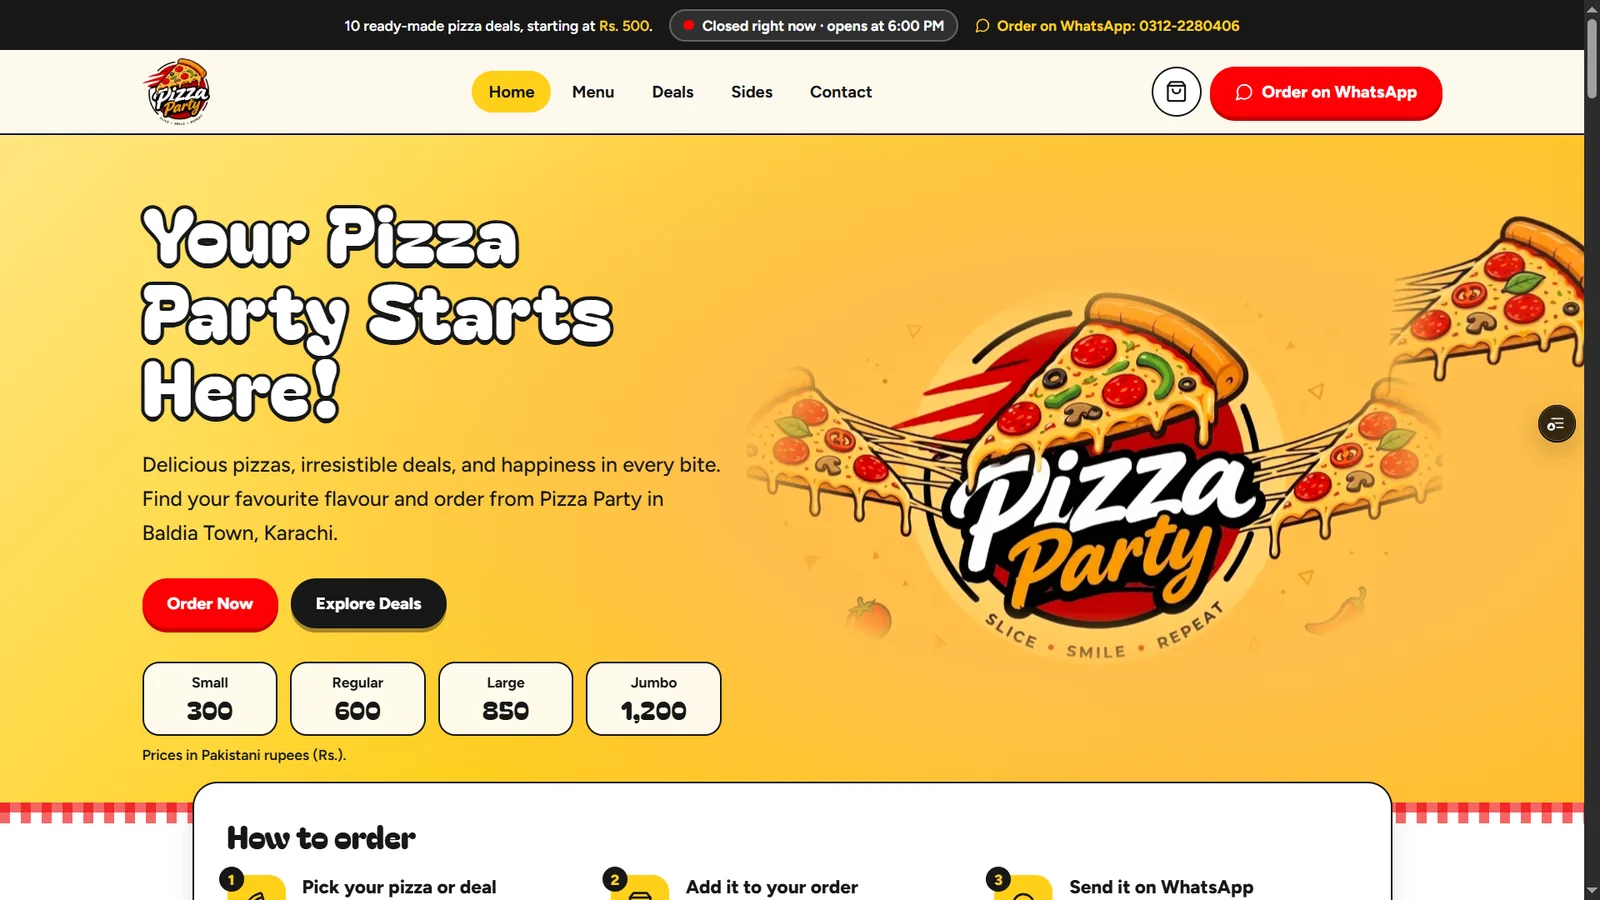 10 ready-made pizza deals, starting at Rs. 500.
Closed right now · opens at 6:00 PM
Order on WhatsApp: 0312-2280406
Pizza
Party
SLICE • SMILE • REPEAT
Home
Menu
Deals
Sides
Contact
Order on WhatsApp
Your Pizza
Party Starts
Here!
Delicious pizzas, irresistible deals, and happiness in every bite.
Find your favourite flavour and order from Pizza Party in
Baldia Town, Karachi.
Order Now
Explore Deals
Small
300
Regular
600
Large
850
Jumbo
1,200
Prices in Pakistani rupees (Rs.).
Pizza
Party
SLICE • SMILE • REPEAT
How to order
1
Pick your pizza or deal
2
Add it to your order
3
Send it on WhatsApp